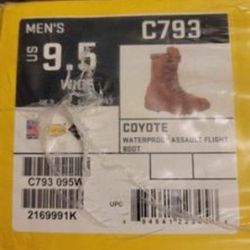 MEN'S
C793
US 9.5
WIDE
COYOTE
WATERPROOF ASSAULT FLIGHT
BOOT
C793 095W
2169991K
UPC